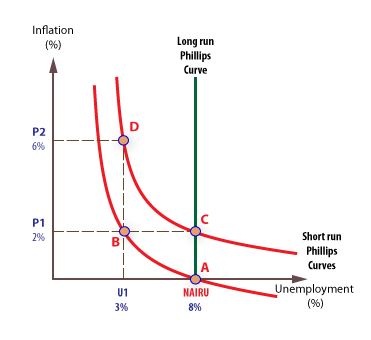 Inflation
(%)
Long run
Phillips
Curve
P2
6%
D
P1
2%
B
C
A
Short run
Phillips
Curves
Unemployment
(%)
U1
3%
NAIRU
8%